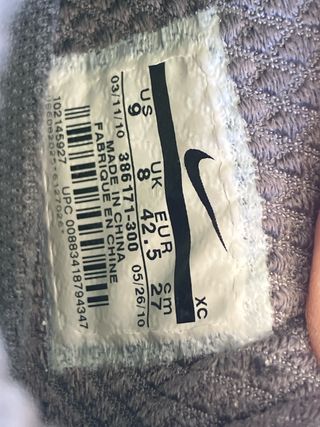 XC
US UK EUR cm
9 8 42.5 27
03/11/10 05/26/10
386171-300
MADE IN CHINA
FABRIQUE EN CHINE
102145927
UPC 00883418794347